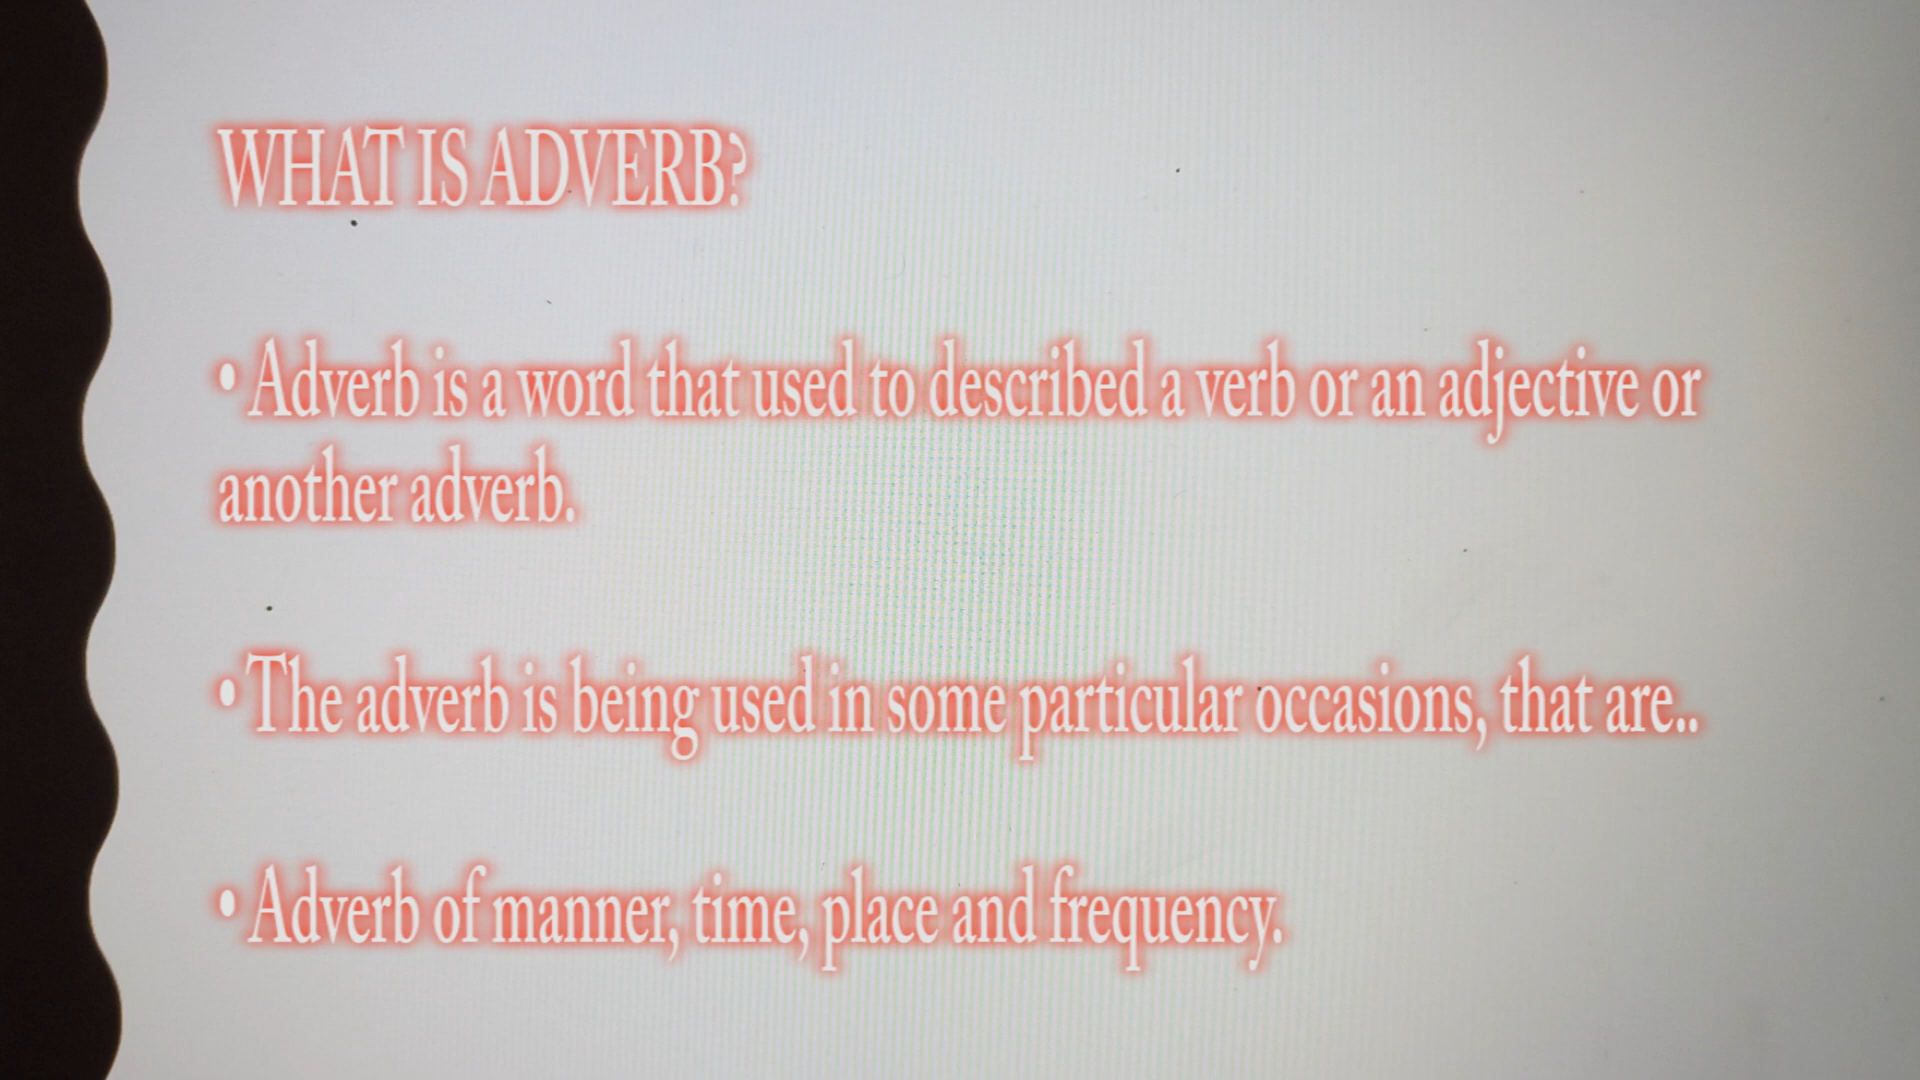 WHAT IS ADVERB?
• Adverb is a word that used to described a verb or an adjective or
another adverb.
• The adverb is being used in some particular occasions, that are..
• Adverb of manner, time, place and frequency.